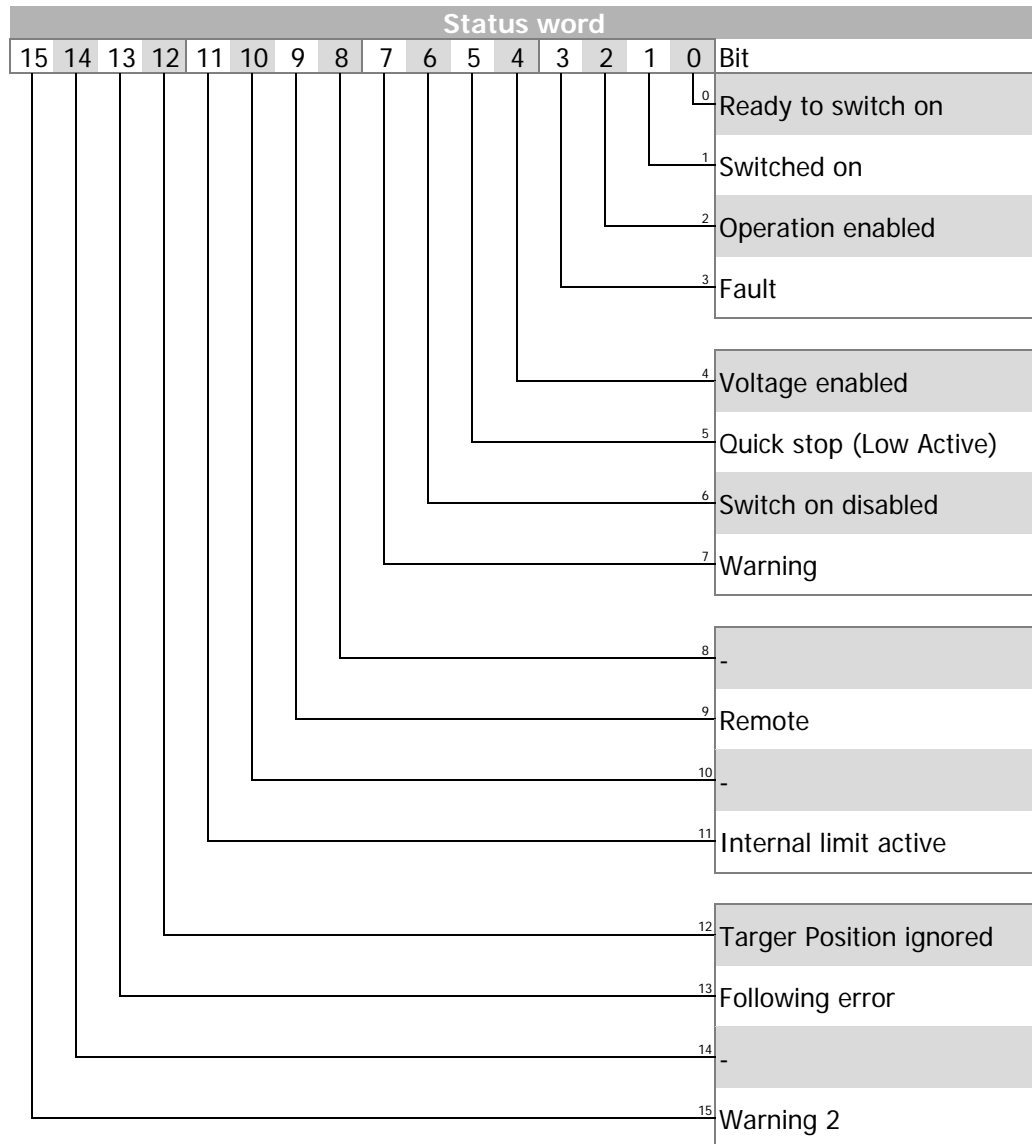 Status word
15 14 13 12 11 10 9 8 7 6 5 4 3 2 1 0 Bit
0 Ready to switch on
1 Switched on
2 Operation enabled
3 Fault
4 Voltage enabled
5 Quick stop (Low Active)
6 Switch on disabled
7 Warning
8 -
9 Remote
10 -
11 Internal limit active
12 Targer Position ignored
13 Following error
14 -
15 Warning 2